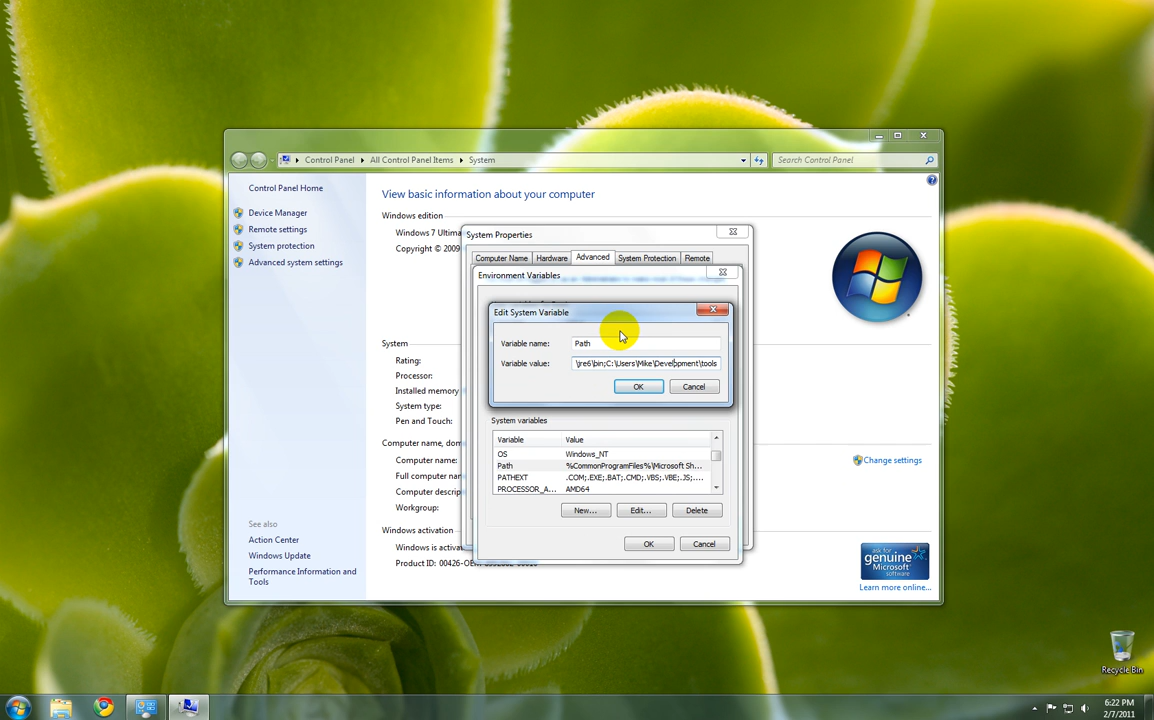 Control Panel
All Control Panel Items
System
Search Control Panel
Control Panel Home
Device Manager
Remote settings
System protection
Advanced system settings
See also
Action Center
Windows Update
Performance Information and
Tools
View basic information about your computer
Windows edition
Windows 7 Ultima
Copyright © 2009
System
Rating:
Processor:
Installed memory
System type:
Pen and Touch:
Computer name, dom
Computer name:
Full computer nam
Computer descrip
Workgroup:
Windows activation
Windows is activa
Product ID: 00426-OE
Change settings
ask for
genuine
Microsoft
software
Learn more online...
System Properties
Computer Name
Hardware
Advanced
System Protection
Remote
Environment Variables
Edit System Variable
Variable name:
Path
Variable value:
\jre6\bin;C:\Users\Mike\Development\tools
OK
Cancel
System variables
Variable
Value
OS
Windows_NT
Path
%CommonProgramFiles%\Microsoft Sh...
PATHEXT
.COM;.EXE;.BAT;.CMD;.VBS;.VBE;.JS;....
PROCESSOR_A...
AMD64
New...
Edit...
Delete
OK
Cancel
Recycle Bin
6:22 PM
2/7/2011